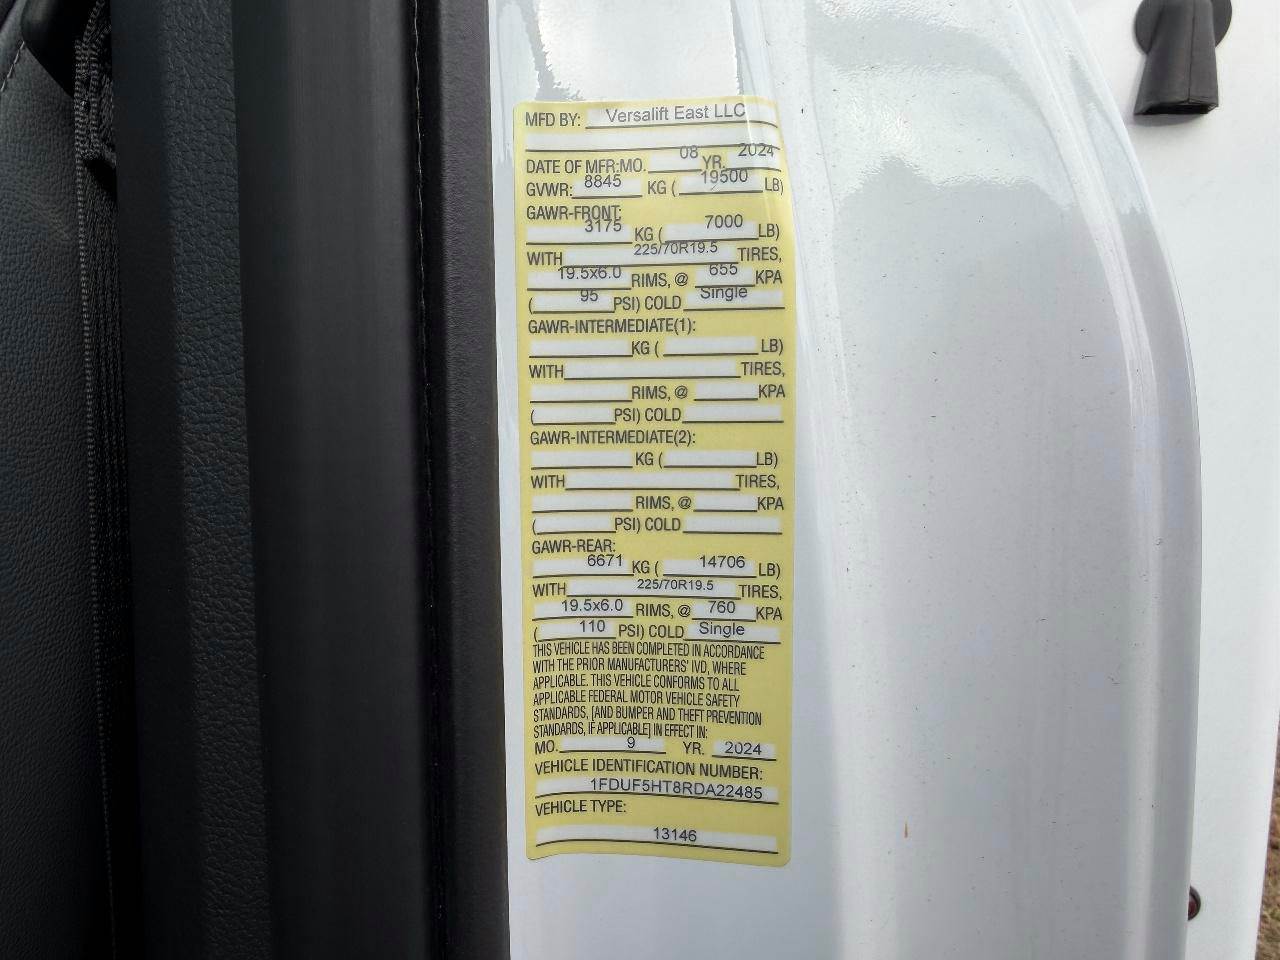 MFD BY: Versalift East LLC
DATE OF MFR:MO. 08 YR. 2024
GVWR: 8845 KG ( 19500 LB)
GAWR-FRONT:
3175 KG ( 7000 LB)
WITH 225/70R19.5 TIRES,
19.5x6.0 RIMS, @ 655 KPA
( 95 PSI) COLD Single
GAWR-INTERMEDIATE(1):
KG ( LB)
WITH TIRES,
RIMS, @ KPA
( PSI) COLD
GAWR-INTERMEDIATE(2):
KG ( LB)
WITH TIRES,
RIMS, @ KPA
( PSI) COLD
GAWR-REAR:
6671 KG ( 14706 LB)
WITH 225/70R19.5 TIRES,
19.5x6.0 RIMS, @ 760 KPA
( 110 PSI) COLD Single
THIS VEHICLE HAS BEEN COMPLETED IN ACCORDANCE
WITH THE PRIOR MANUFACTURERS' IVD, WHERE
APPLICABLE. THIS VEHICLE CONFORMS TO ALL
APPLICABLE FEDERAL MOTOR VEHICLE SAFETY
STANDARDS, [AND BUMPER AND THEFT PREVENTION
STANDARDS, IF APPLICABLE] IN EFFECT IN:
MO. 9 YR. 2024
VEHICLE IDENTIFICATION NUMBER:
1FDUF5HT8RDA22485
VEHICLE TYPE:
13146